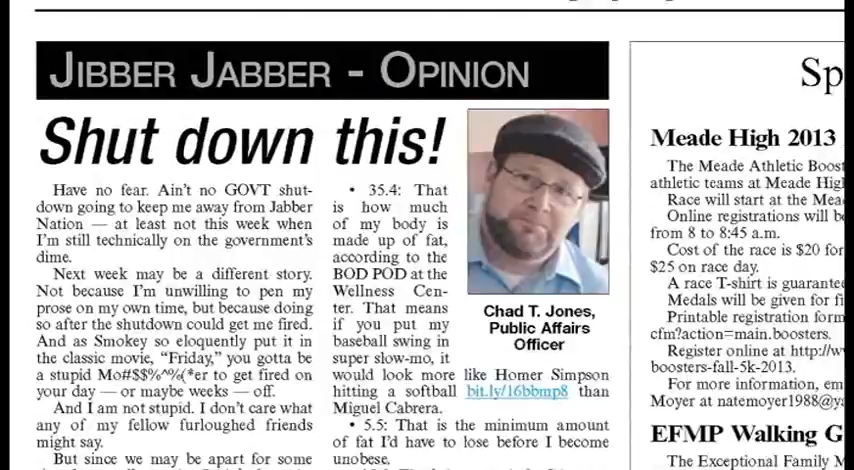 JIBBER JABBER - OPINION
Shut down this!
Have no fear. Ain't no GOVT shut-
down going to keep me away from Jabber
Nation — at least not this week when
I'm still technically on the government's
dime.
Next week may be a different story.
Not because I'm unwilling to pen my
prose on my own time, but because doing
so after the shutdown could get me fired.
And as Smokey so eloquently put it in
the classic movie, "Friday," you gotta be
a stupid Mo#$$%^%(*er to get fired on
your day — or maybe weeks — off.
And I am not stupid. I don't care what
any of my fellow furloughed friends
might say.
But since we may be apart for some
• 35.4: That
is how much
of my body is
made up of fat,
according to the
BOD POD at the
Wellness Cen-
ter. That means
if you put my
baseball swing in
super slow-mo, it
would look more like Homer Simpson
hitting a softball bit.ly/16bbmp8 than
Miguel Cabrera.
• 5.5: That is the minimum amount
of fat I'd have to lose before I become
unobese.
Chad T. Jones,
Public Affairs
Officer
Sp
Meade High 2013
The Meade Athletic Boost
athletic teams at Meade High
Race will start at the Mea
Online registrations will be
from 8 to 8:45 a.m.
Cost of the race is $20 for
$25 on race day.
A race T-shirt is guarantee
Medals will be given for fi
Printable registration form
cfm?action=main.boosters.
Register online at http://w
boosters-fall-5k-2013.
For more information, em
Moyer at natemoyer1988@y
EFMP Walking G
The Exceptional Family M